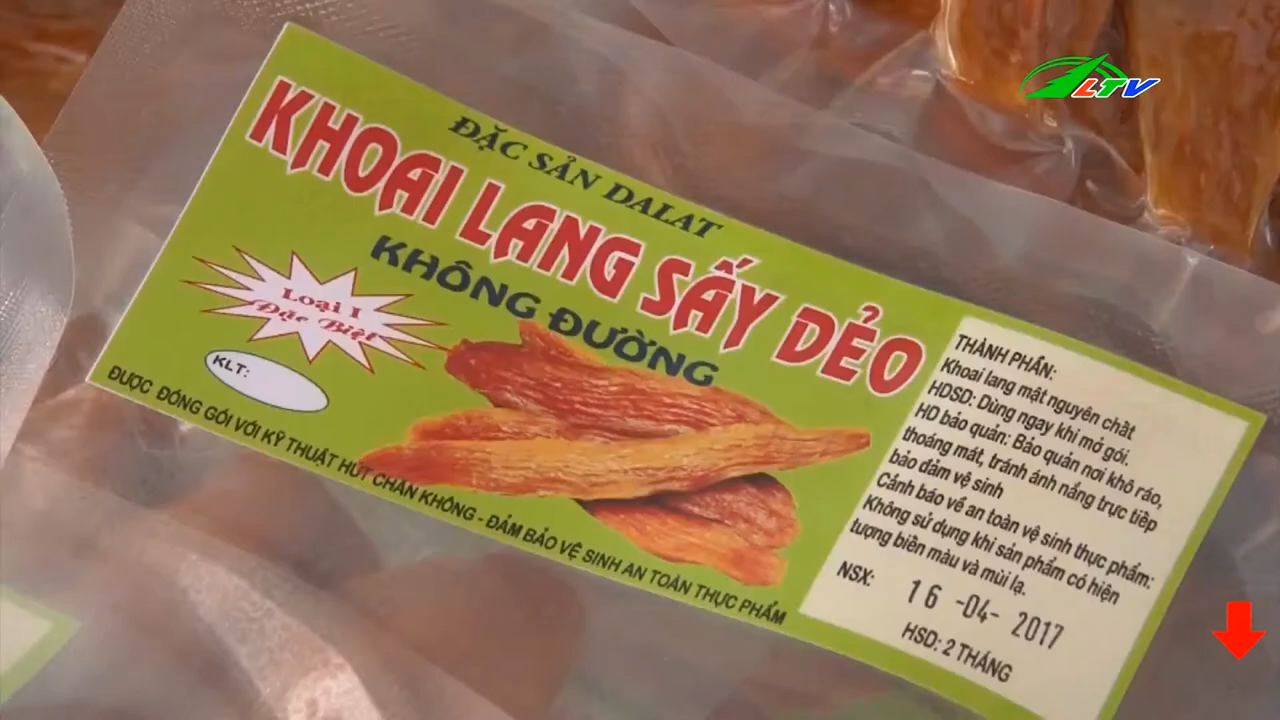 LTV
ĐẶC SẢN DALAT
KHOAI LANG SẤY DẺO
KHÔNG ĐƯỜNG
Loại I
Đặc Biệt
KLT:
ĐƯỢC ĐÓNG GÓI VỚI KỸ THUẬT HÚT CHÂN KHÔNG - ĐẢM BẢO VỆ SINH AN TOÀN THỰC PHẨM
THÀNH PHẦN:
Khoai lang mật nguyên chất
HDSD: Dùng ngay khi mở gói.
HD bảo quản: Bảo quản nơi khô ráo,
thoáng mát, tránh ánh nắng trực tiếp
bảo đảm vệ sinh
Cảnh báo về an toàn vệ sinh thực phẩm:
Không sử dụng khi sản phẩm có hiện
tượng biến màu và mùi lạ.
NSX: 16 -04- 2017
HSD: 2 THÁNG